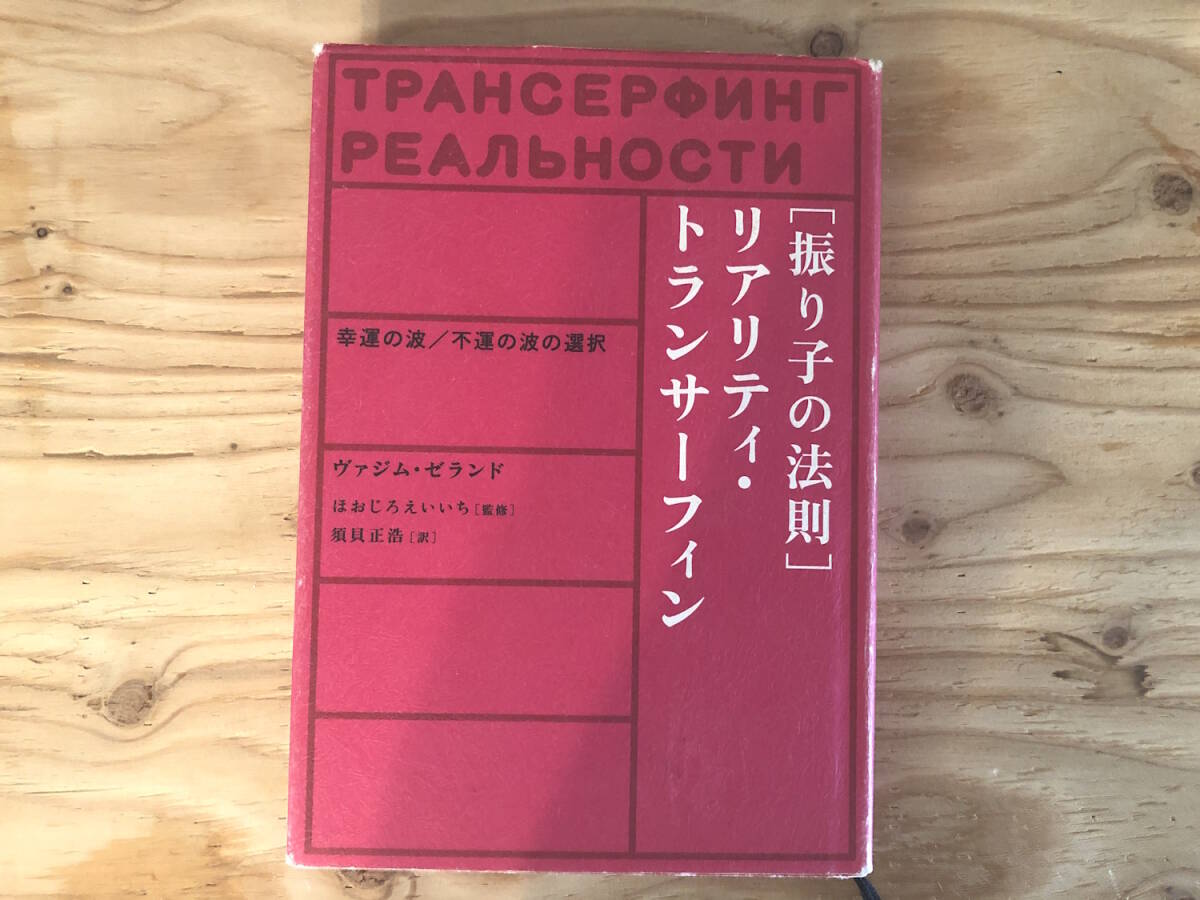 ТРАНСЕРФИНГ
РЕАЛЬНОСТИ
［振り子の法則］
リアリティ・
トランサーフィン
幸運の波／不運の波の選択
ヴァジム・ゼランド
ほおじろえいいち［監修］
須貝正浩［訳］